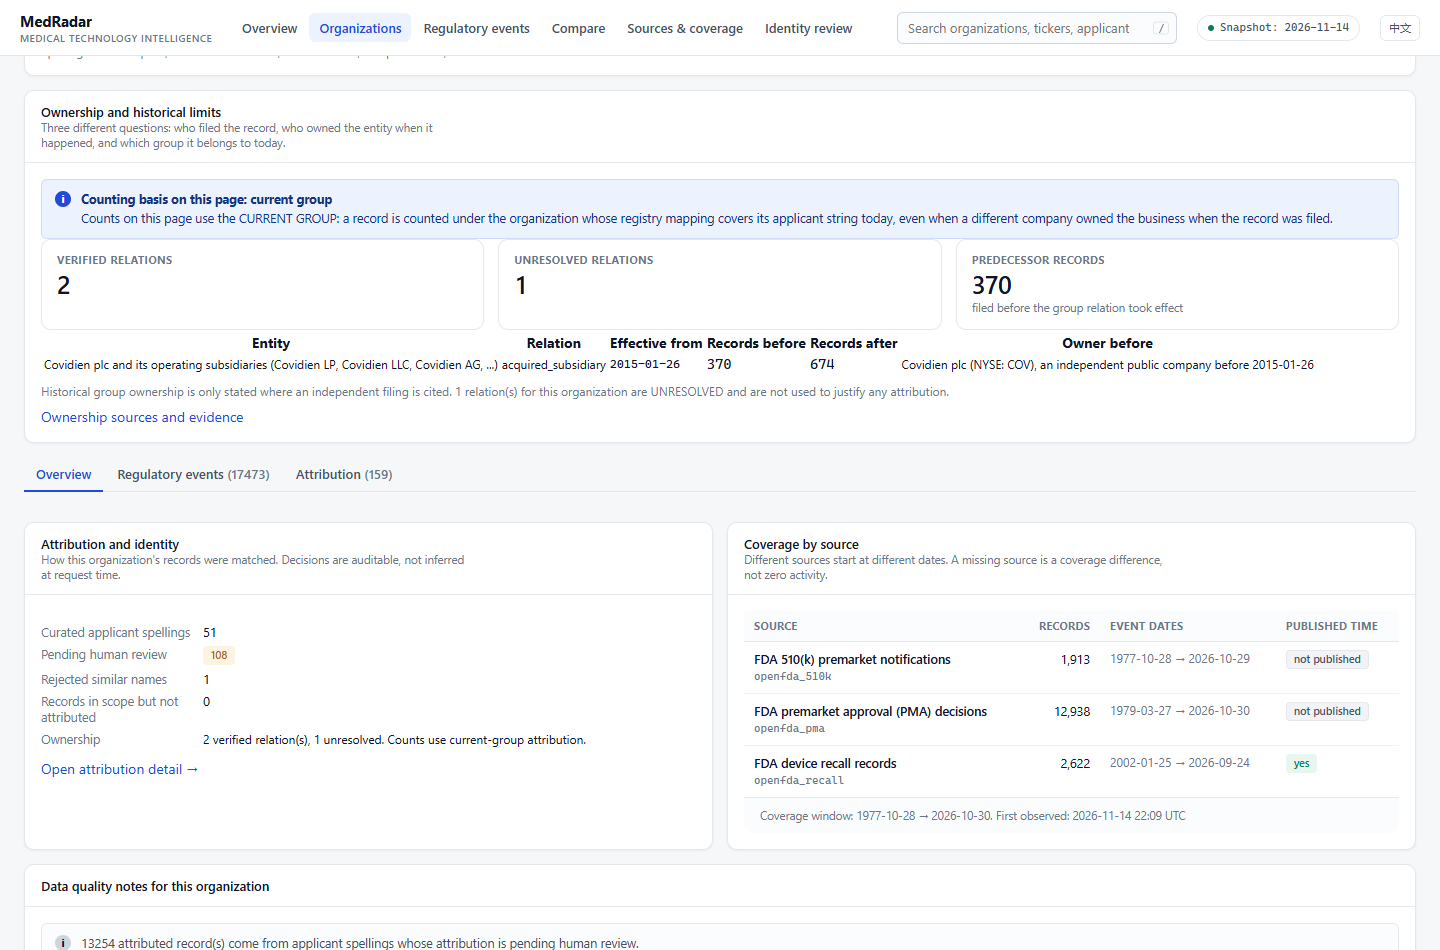 MedRadar
MEDICAL TECHNOLOGY INTELLIGENCE
Overview
Organizations
Regulatory events
Compare
Sources & coverage
Identity review
Search organizations, tickers, applicant
/
Snapshot: 2026-11-14
中文
Ownership and historical limits
Three different questions: who filed the record, who owned the entity when it
happened, and which group it belongs to today.
i
Counting basis on this page: current group
Counts on this page use the CURRENT GROUP: a record is counted under the organization whose registry mapping covers its applicant string today, even when a different company owned the business when the record was filed.
VERIFIED RELATIONS
2
UNRESOLVED RELATIONS
1
PREDECESSOR RECORDS
370
filed before the group relation took effect
Entity Relation Effective from Records before Records after Owner before
Covidien plc and its operating subsidiaries (Covidien LP, Covidien LLC, Covidien AG, ...) acquired_subsidiary 2015-01-26 370 674 Covidien plc (NYSE: COV), an independent public company before 2015-01-26
Historical group ownership is only stated where an independent filing is cited. 1 relation(s) for this organization are UNRESOLVED and are not used to justify any attribution.
Ownership sources and evidence
Overview
Regulatory events (17473)
Attribution (159)
Attribution and identity
How this organization's records were matched. Decisions are auditable, not inferred
at request time.
Curated applicant spellings 51
Pending human review 108
Rejected similar names 1
Records in scope but not
attributed
0
Ownership 2 verified relation(s), 1 unresolved. Counts use current-group attribution.
Open attribution detail →
Coverage by source
Different sources start at different dates. A missing source is a coverage difference,
not zero activity.
SOURCE RECORDS EVENT DATES PUBLISHED TIME
FDA 510(k) premarket notifications 1,913 1977-10-28 → 2026-10-29 not published
openfda_510k
FDA premarket approval (PMA) decisions 12,938 1979-03-27 → 2026-10-30 not published
openfda_pma
FDA device recall records 2,622 2002-01-25 → 2026-09-24 yes
openfda_recall
Coverage window: 1977-10-28 → 2026-10-30. First observed: 2026-11-14 22:09 UTC
Data quality notes for this organization
i
13254 attributed record(s) come from applicant spellings whose attribution is pending human review.